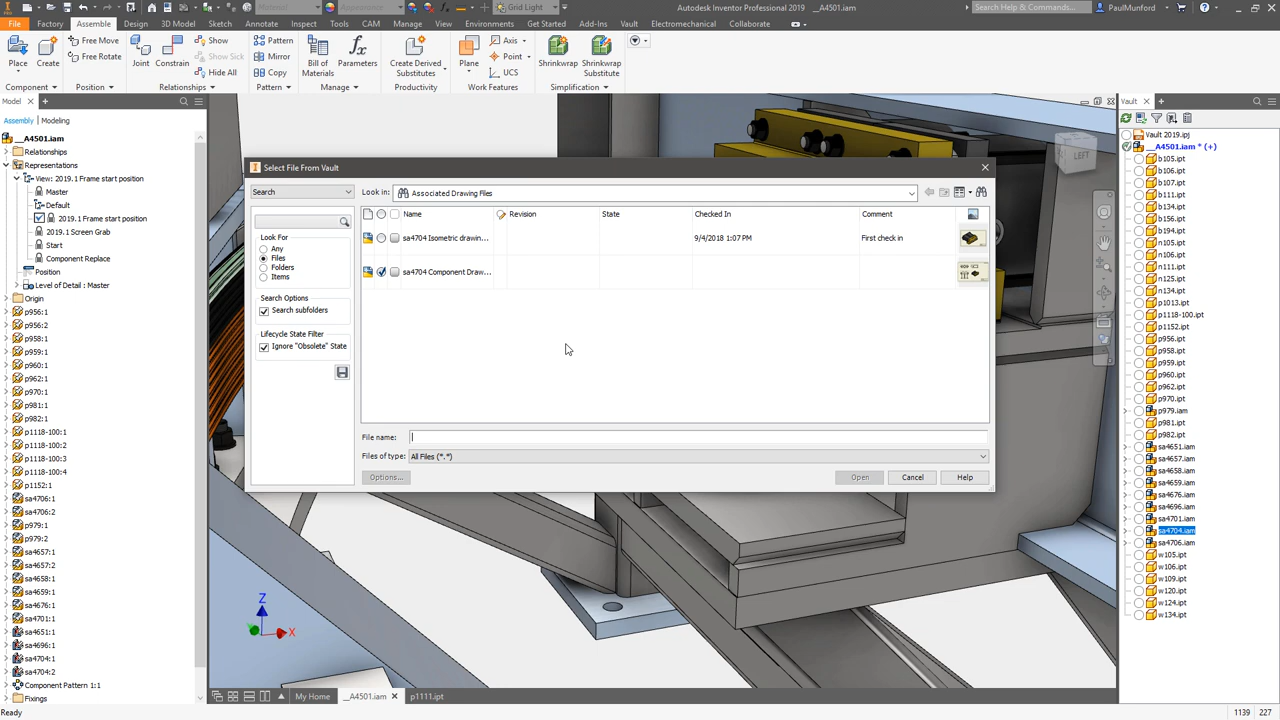 Material
Appearance
Grid Light
Autodesk Inventor Professional 2019
__A4501.iam
Search Help & Commands...
PaulMunford
File
Factory
Assemble
Design
3D Model
Sketch
Annotate
Inspect
Tools
CAM
Manage
View
Environments
Get Started
Add-Ins
Vault
Electromechanical
Collaborate
Place
Create
Free Move
Free Rotate
Joint
Constrain
Show
Show Sick
Hide All
Pattern
Mirror
Copy
Bill of Materials
Parameters
Create Derived Substitutes
Plane
Axis
Point
UCS
Shrinkwrap
Shrinkwrap Substitute
Component
Position
Relationships
Pattern
Manage
Productivity
Work Features
Simplification
Model
Assembly
Modeling
__A4501.iam
Relationships
Representations
View: 2019.1 Frame start position
Master
Default
2019.1 Frame start position
2019.1 Screen Grab
Start
Component Replace
Position
Level of Detail : Master
Origin
p956:1
p956:2
p958:1
p959:1
p960:1
p962:1
p970:1
p981:1
p982:1
p1118-100:1
p1118-100:2
p1118-100:3
p1118-100:4
p1152:1
sa4706:1
sa4706:2
p979:1
p979:2
sa4657:1
sa4657:2
sa4658:1
sa4659:1
sa4676:1
sa4701:1
sa4651:1
sa4696:1
sa4704:1
sa4704:2
Component Pattern 1:1
Fixings
Select File From Vault
Search
Look in:
Associated Drawing Files
Look For
Any
Files
Folders
Items
Search Options
Search subfolders
Lifecycle State Filter
Ignore "Obsolete" State
Name
Revision
State
Checked In
Comment
sa4704 Isometric drawin...
9/4/2018 1:07 PM
First check in
sa4704 Component Draw...
File name:
Files of type:
All Files (*.*)
Options...
Open
Cancel
Help
LEFT
Z
X
Vault
Vault 2019.ipj
__A4501.iam * (+)
b105.ipt
b106.ipt
b107.ipt
b111.ipt
b134.ipt
b156.ipt
b194.ipt
n105.ipt
n106.ipt
n111.ipt
n134.ipt
p1013.ipt
p1118-100.ipt
p1152.ipt
p956.ipt
p958.ipt
p959.ipt
p960.ipt
p962.ipt
p970.ipt
p979.iam
p981.ipt
p982.ipt
sa4651.iam
sa4657.iam
sa4658.iam
sa4659.iam
sa4676.iam
sa4696.iam
sa4701.iam
sa4704.iam
sa4706.iam
w105.ipt
w106.ipt
w109.ipt
w120.ipt
w124.ipt
w134.ipt
My Home
__A4501.iam
p1111.ipt
Ready
1139
227